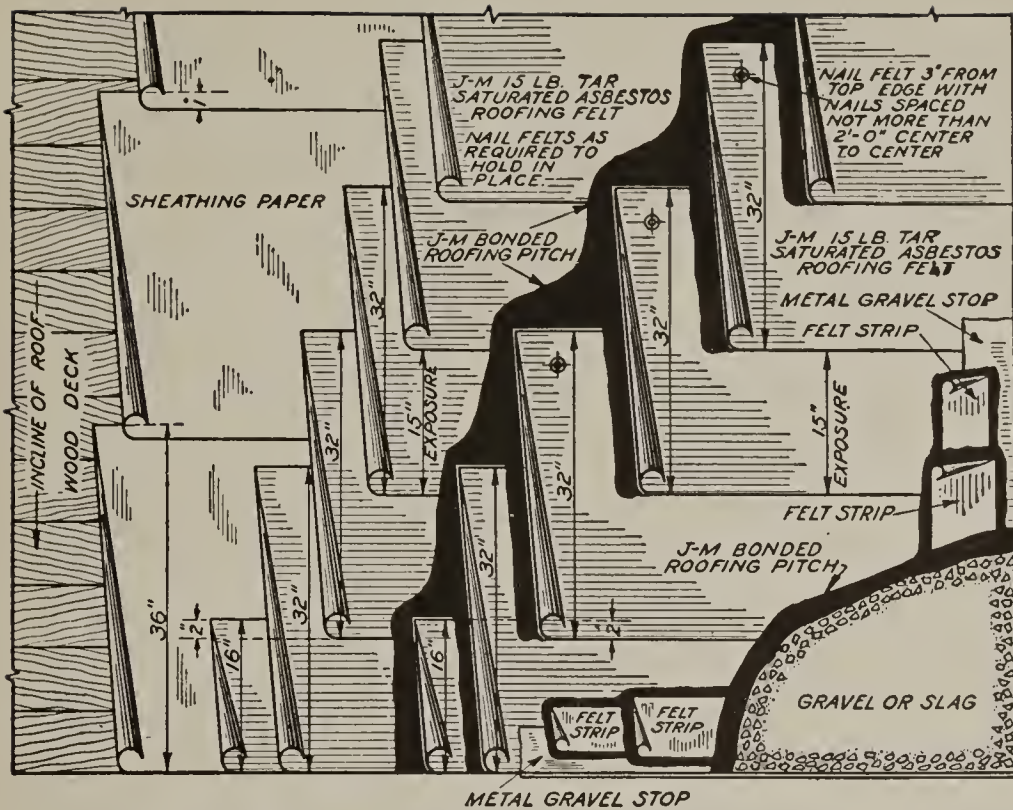 J-M 15 LB. TAR
SATURATED ASBESTOS
ROOFING FELT
NAIL FELTS AS
REQUIRED TO
HOLD IN
PLACE.
NAIL FELT 3" FROM
TOP EDGE WITH
NAILS SPACED
NOT MORE THAN
2'-0" CENTER
TO CENTER
1"
SHEATHING PAPER
J-M BONDED
ROOFING PITCH
32"
32"
32"
J-M 15 LB. TAR
SATURATED ASBESTOS
ROOFING FELT
METAL GRAVEL STOP
FELT STRIP
INCLINE OF ROOF
WOOD DECK
15"
EXPOSURE
15"
EXPOSURE
32"
32"
FELT STRIP
J-M BONDED
ROOFING PITCH
36"
2"
16"
32"
16"
32"
2"
GRAVEL OR SLAG
FELT
STRIP
FELT
STRIP
METAL GRAVEL STOP